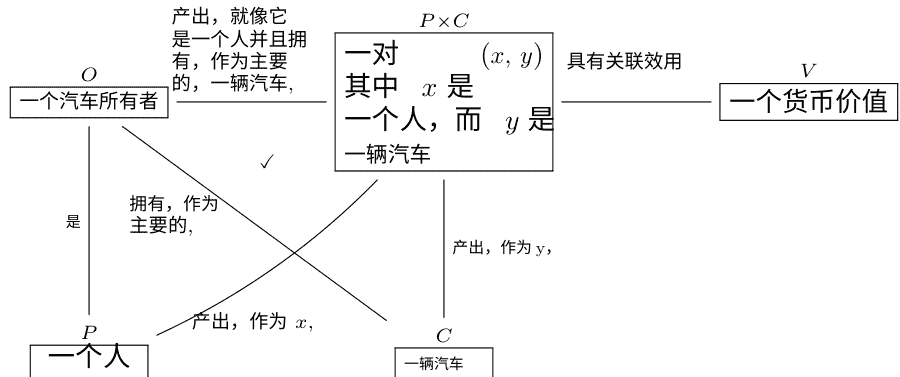 产出，就像它
是一个人并且拥
有，作为主要
的，一辆汽车，
P×C
一对 (x, y)
其中 x 是
一个人，而 y 是
一辆汽车
具有关联效用
O
一个汽车所有者
V
一个货币价值
✓
是
拥有，作为
主要的，
产出，作为 y，
产出，作为 x，
P
一个人
C
一辆汽车